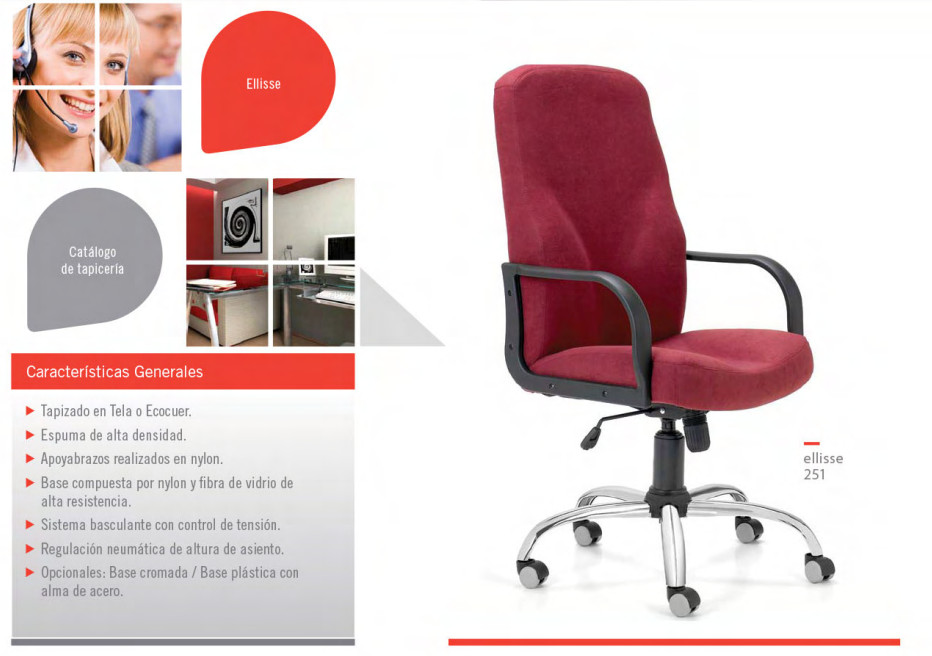 Ellisse
Catálogo
de tapicería
Características Generales
Tapizado en Tela o Ecocuer.
Espuma de alta densidad.
Apoyabrazos realizados en nylon.
Base compuesta por nylon y fibra de vidrio de
alta resistencia.
Sistema basculante con control de tensión.
Regulación neumática de altura de asiento.
Opcionales: Base cromada / Base plástica con
alma de acero.
ellisse
251